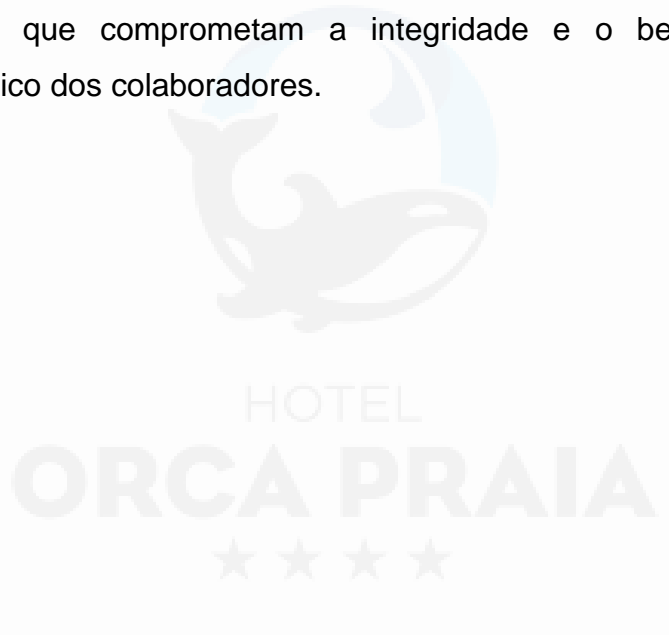 que comprometam a integridade e o be
ico dos colaboradores.
HOTEL
ORCA PRAIA